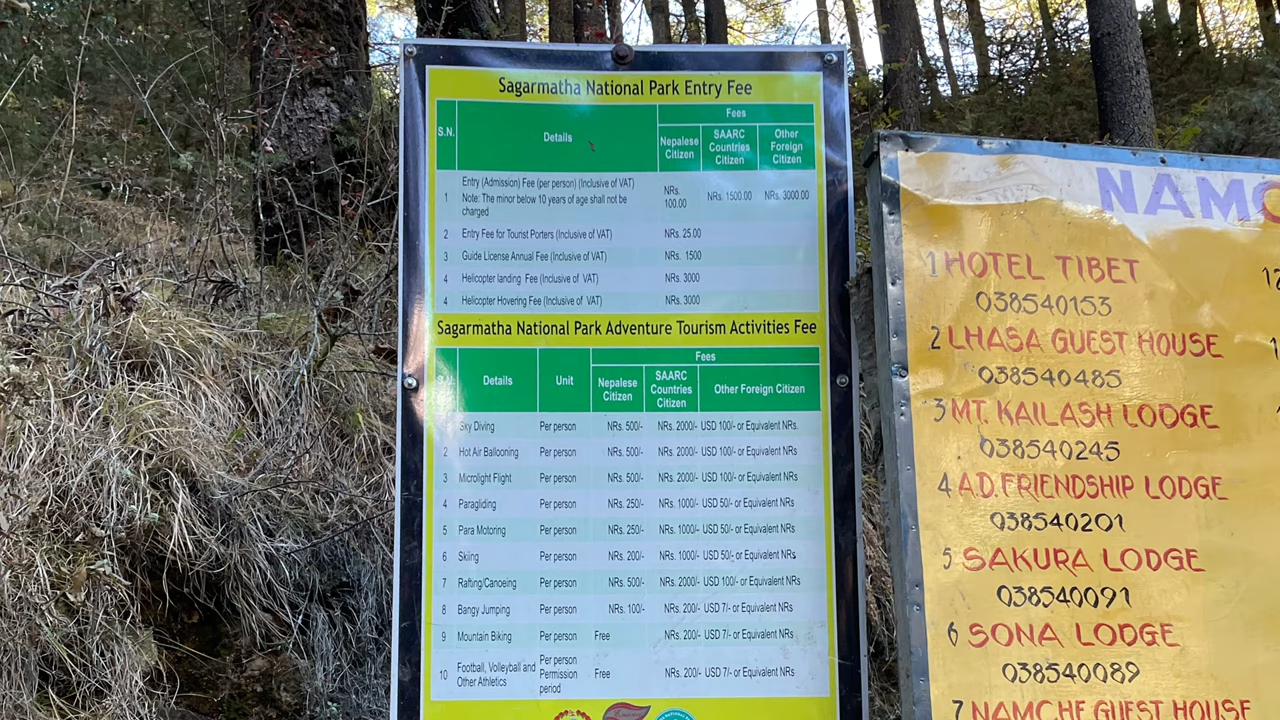 Sagarmatha National Park Entry Fee
S.N. Details Fees
Nepalese Citizen SAARC Countries Citizen Other Foreign Citizen
1 Entry (Admission) Fee (per person) (Inclusive of VAT) NRs. 100.00 NRs. 1500.00 NRs. 3000.00
Note: The minor below 10 years of age shall not be
charged
2 Entry Fee for Tourist Porters (Inclusive of VAT) NRs. 25.00
3 Guide License Annual Fee (Inclusive of VAT) NRs. 1500
4 Helicopter landing Fee (Inclusive of VAT) NRs. 3000
4 Helicopter Hovering Fee (Inclusive of VAT) NRs. 3000
Sagarmatha National Park Adventure Tourism Activities Fee
Details Unit Fees
Nepalese Citizen SAARC Countries Citizen Other Foreign Citizen
Sky Diving Per person NRs. 500/- NRs. 2000/- USD 100/- or Equivalent NRs.
2 Hot Air Ballooning Per person NRs. 500/- NRs. 2000/- USD 100/- or Equivalent NRs
3 Microlight Flight Per person NRs. 500/- NRs. 2000/- USD 100/- or Equivalent NRs
4 Paragliding Per person NRs. 250/- NRs. 1000/- USD 50/- or Equivalent NRs
5 Para Motoring Per person NRs. 250/- NRs. 1000/- USD 50/- or Equivalent NRs
6 Skiing Per person NRs. 200/- NRs. 1000/- USD 50/- or Equivalent NRs
7 Rafting/Canoeing Per person NRs. 500/- NRs. 2000/- USD 100/- or Equivalent NRs
8 Bangy Jumping Per person NRs. 100/- NRs. 200/- USD 7/- or Equivalent NRs
9 Mountain Biking Per person Free NRs. 200/- USD 7/- or Equivalent NRs
10 Football, Volleyball and Other Athletics Per person Permission period Free NRs. 200/- USD 7/- or Equivalent NRs
NAMC
1 HOTEL TIBET
038540153
2 LHASA GUEST HOUSE
038540485
3 MT. KAILASH LODGE
038540245
4 A.D. FRIENDSHIP LODGE
038540201
5 SAKURA LODGE
038540091
6 SONA LODGE
038540089
7 NAMCHE GUEST HOUSE